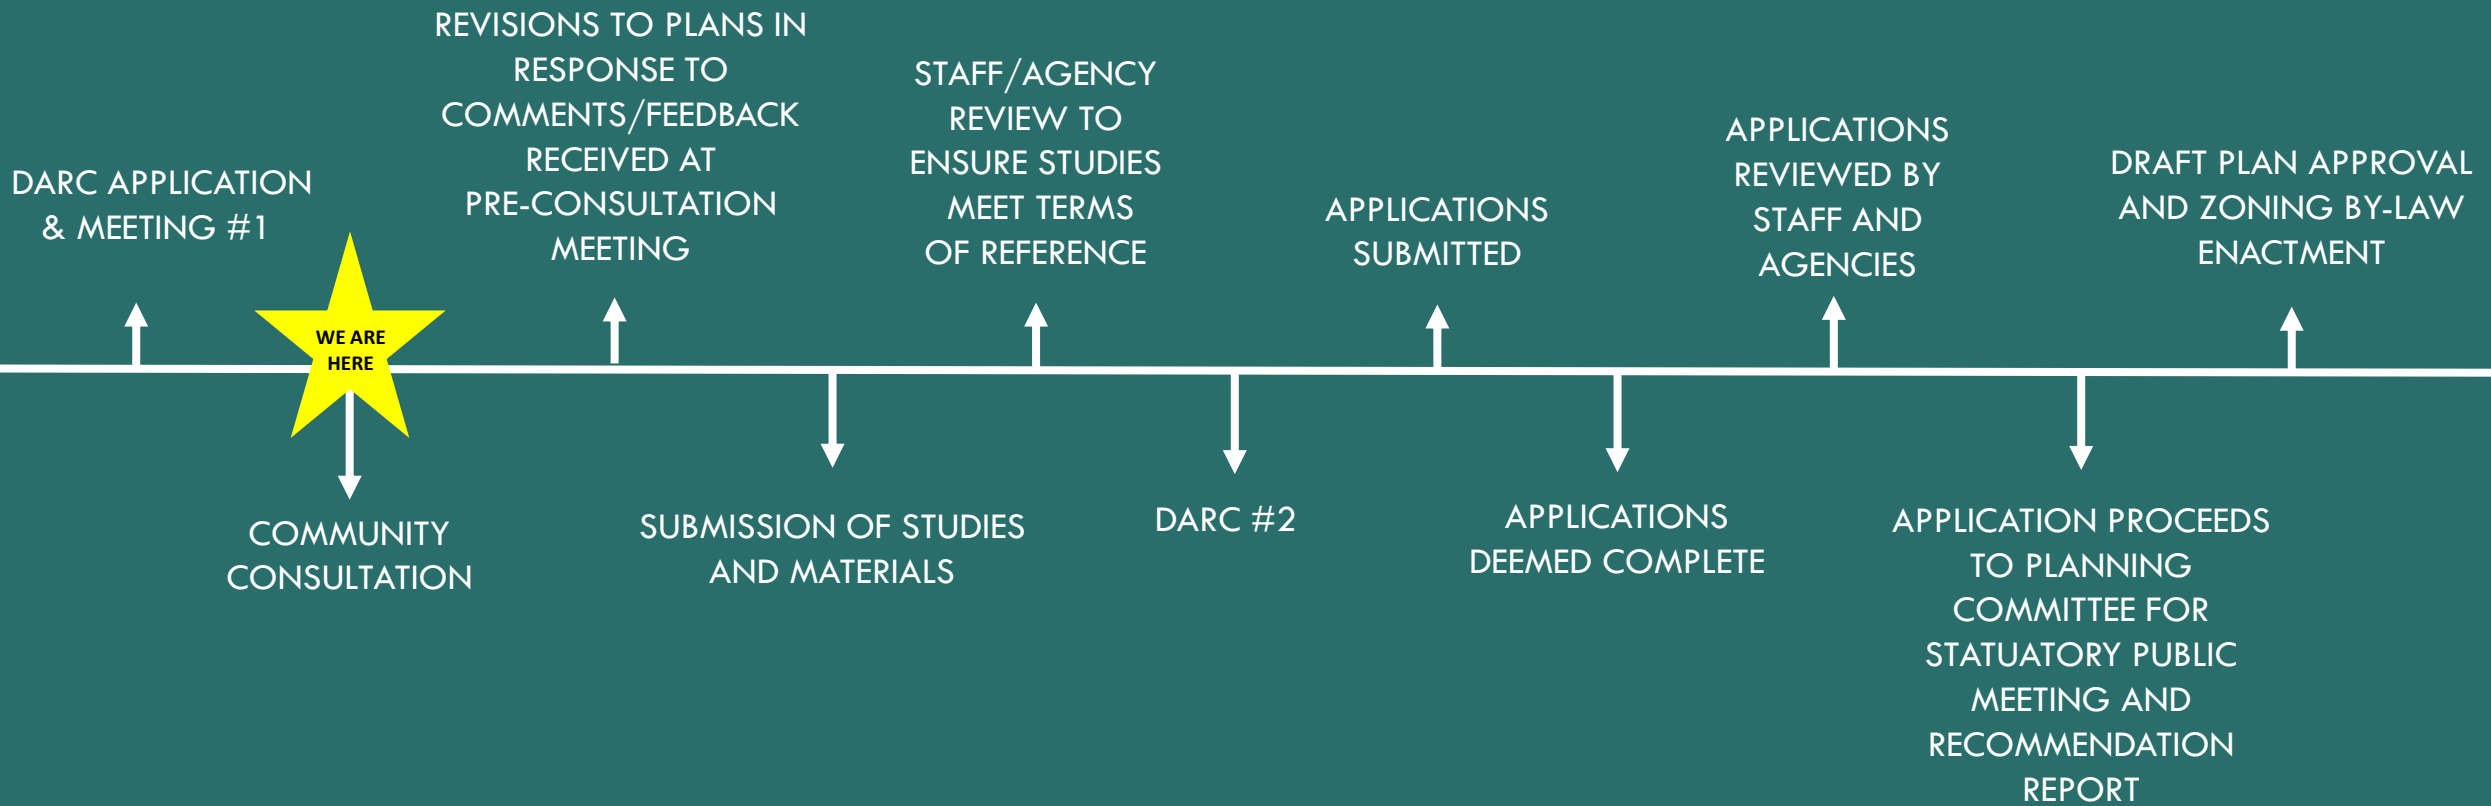 DARC APPLICATION
& MEETING #1
WE ARE
HERE
COMMUNITY
CONSULTATION
REVISIONS TO PLANS IN
RESPONSE TO
COMMENTS/FEEDBACK
RECEIVED AT
PRE-CONSULTATION
MEETING
SUBMISSION OF STUDIES
AND MATERIALS
STAFF/AGENCY
REVIEW TO
ENSURE STUDIES
MEET TERMS
OF REFERENCE
DARC #2
APPLICATIONS
SUBMITTED
APPLICATIONS
DEEMED COMPLETE
APPLICATIONS
REVIEWED BY
STAFF AND
AGENCIES
APPLICATION PROCEEDS
TO PLANNING
COMMITTEE FOR
STATUATORY PUBLIC
MEETING AND
RECOMMENDATION
REPORT
DRAFT PLAN APPROVAL
AND ZONING BY-LAW
ENACTMENT